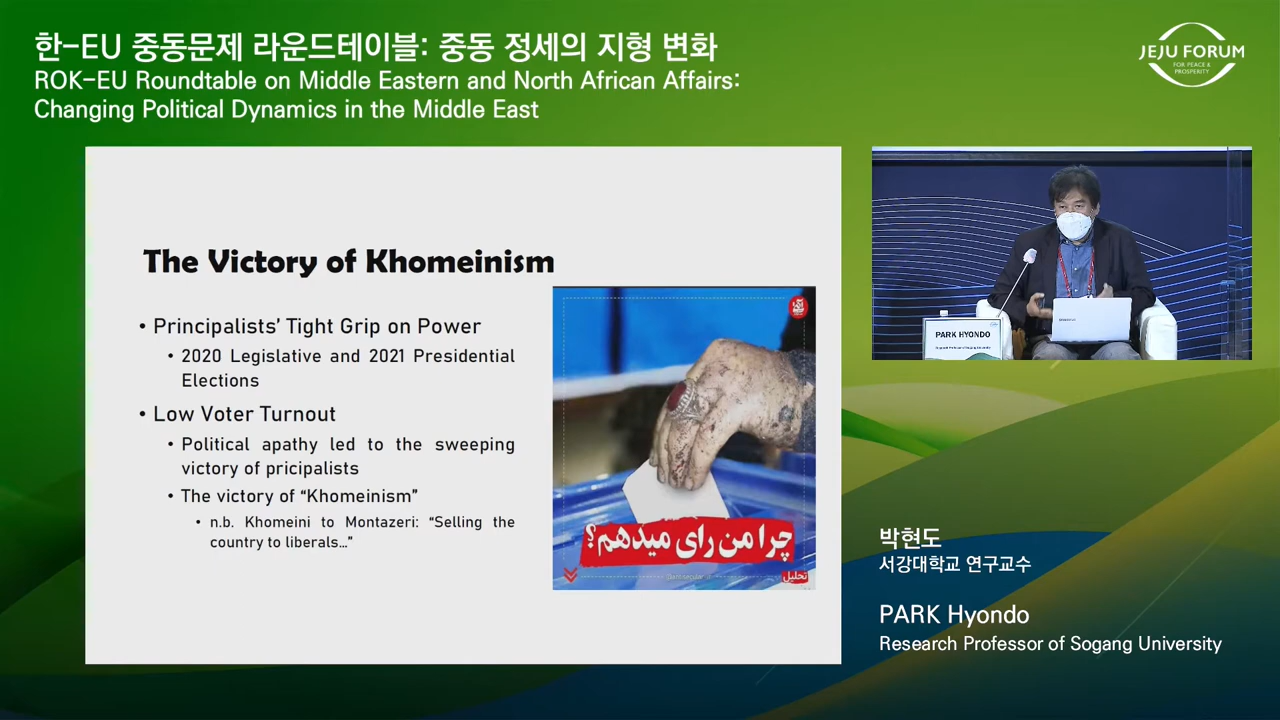 한-EU 중동문제 라운드테이블: 중동 정세의 지형 변화
ROK-EU Roundtable on Middle Eastern and North African Affairs:
Changing Political Dynamics in the Middle East
JEJU FORUM
FOR PEACE &
PROSPERITY
The Victory of Khomeinism
• Principalists' Tight Grip on Power
• 2020 Legislative and 2021 Presidential
Elections
• Low Voter Turnout
• Political apathy led to the sweeping
victory of pricipalists
• The victory of “Khomeinism”
• n.b. Khomeini to Montazeri: “Selling the
country to liberals...”
چرا من رای میدهم؟
تحلیل
PARK HYONDO
박현도
서강대학교 연구교수
PARK Hyondo
Research Professor of Sogang University